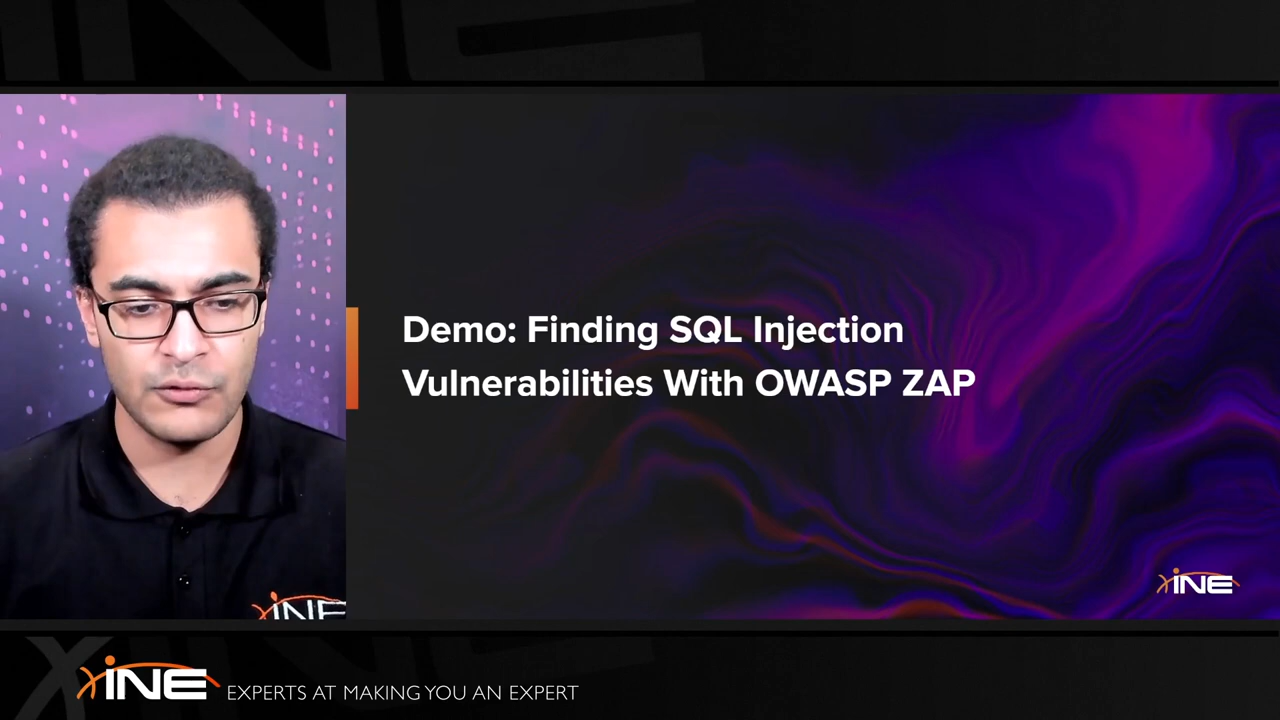 Demo: Finding SQL Injection
Vulnerabilities With OWASP ZAP
INE
INE
INE EXPERTS AT MAKING YOU AN EXPERT